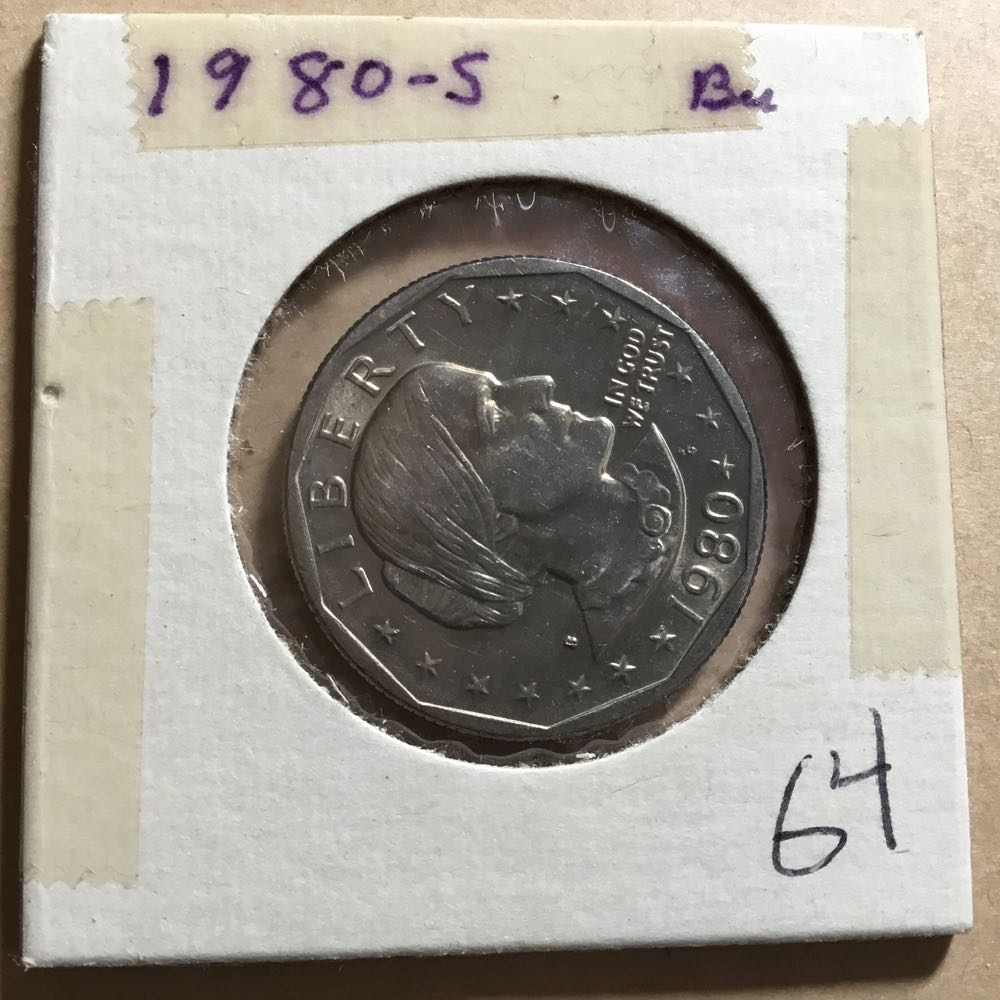 1980-S Bu
LIBERTY
IN GOD
WE TRUST
1980
S
64